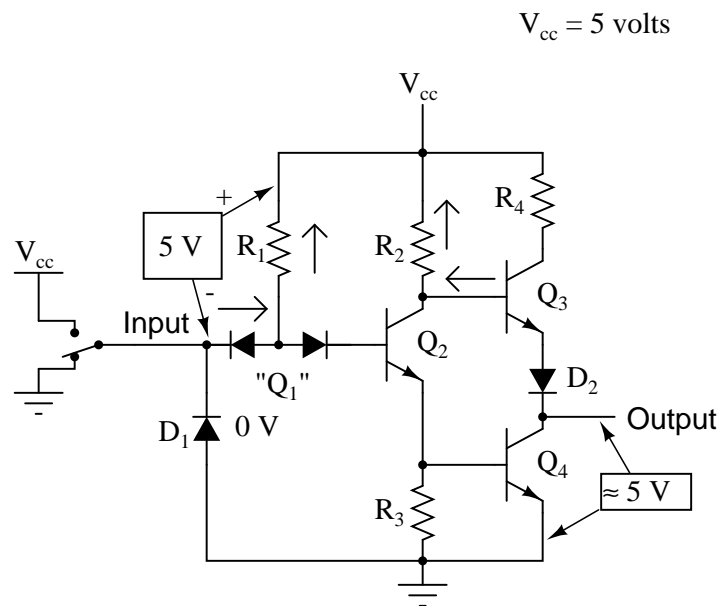 Vcc = 5 volts
Vcc
R4
+
5 V
R1
R2
Vcc
-
Q3
Input
Q2
"Q1"
D2
D1
0 V
Output
Q4
≈ 5 V
R3